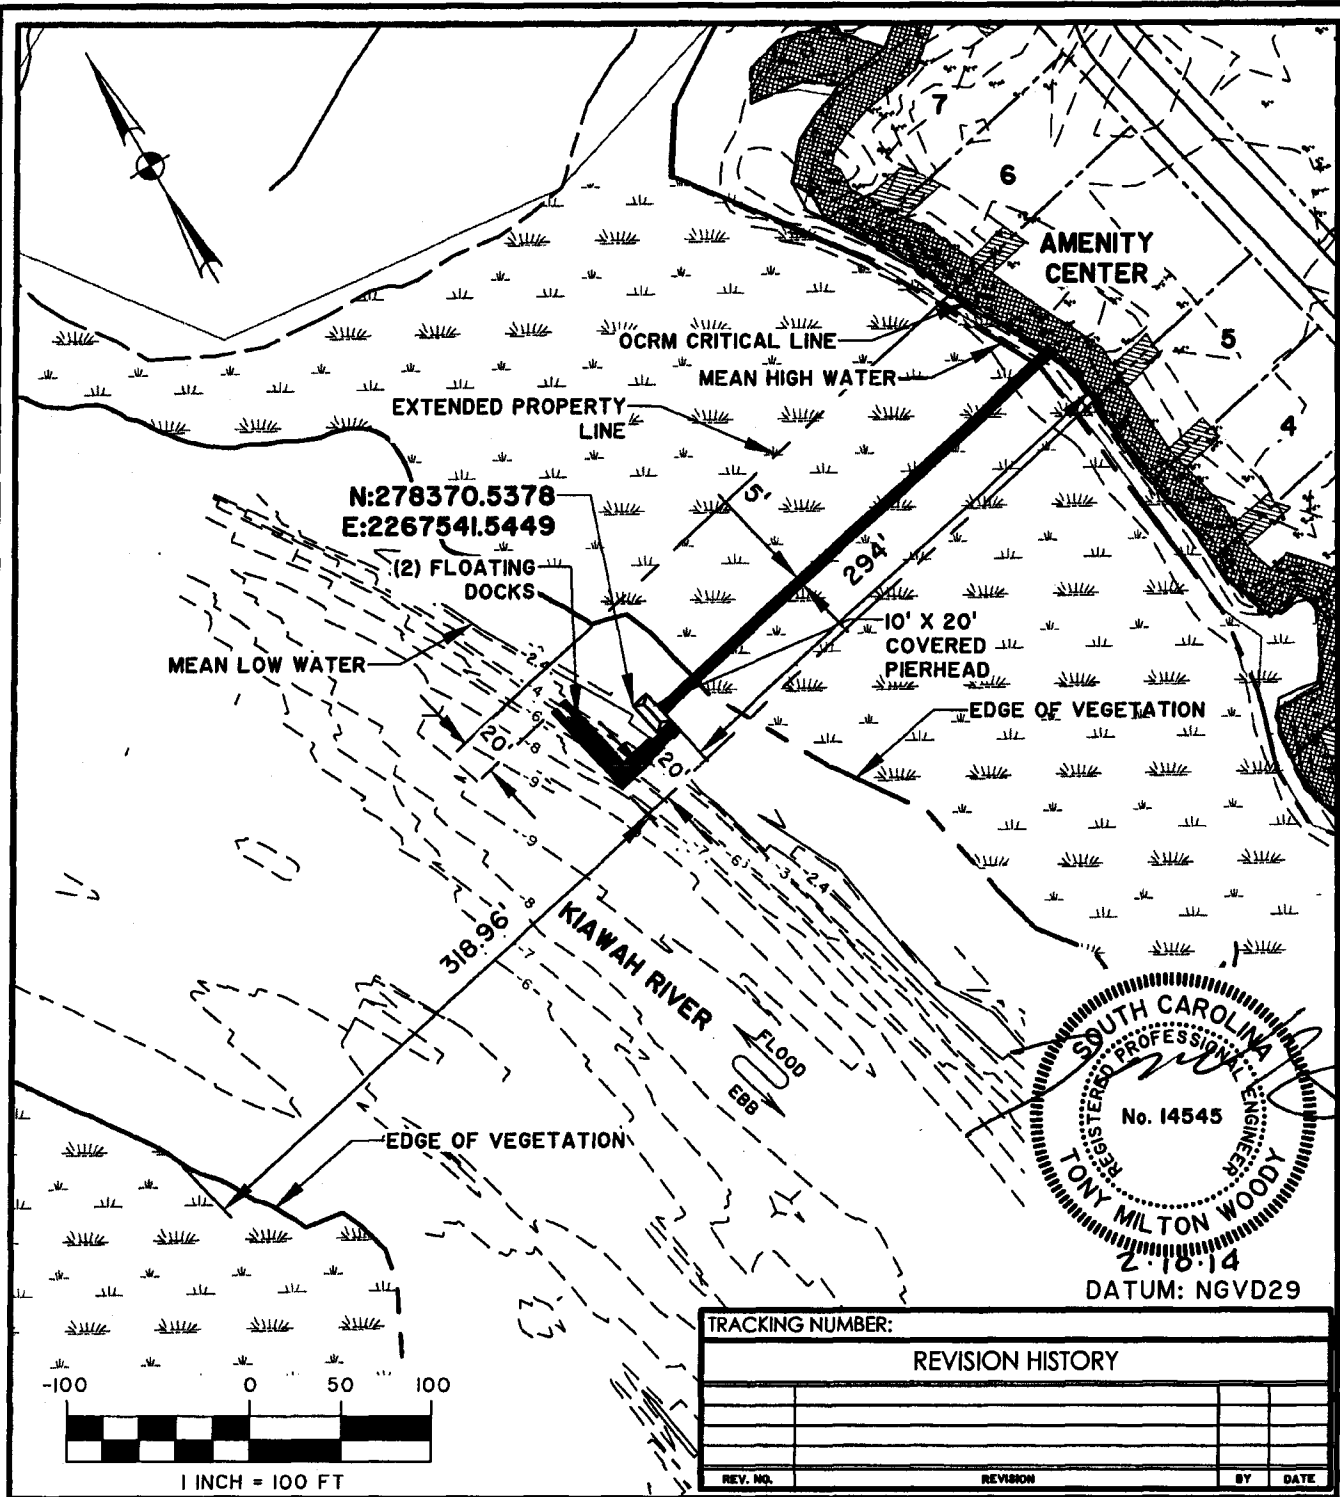 7
6
AMENITY
CENTER
5
4
OCRM CRITICAL LINE
MEAN HIGH WATER
EXTENDED PROPERTY
LINE
5'
N:278370.5378
E:2267541.5449
(2) FLOATING
DOCKS
294'
10' X 20'
COVERED
PIERHEAD
MEAN LOW WATER
-2.4
-4
-6
-8
-9
20'
20'
EDGE OF VEGETATION
-9
-8
-7
-6
-7
-6
-3
-2.4
318.96'
KIAWAH RIVER
FLOOD
EBB
EDGE OF VEGETATION
SOUTH CAROLINA
REGISTERED PROFESSIONAL ENGINEER
No. 14545
TONY MILTON WOODY
2.18.14
DATUM: NGVD29
TRACKING NUMBER:
REVISION HISTORY
REV. NO. REVISION BY DATE
-100 0 50 100
1 INCH = 100 FT